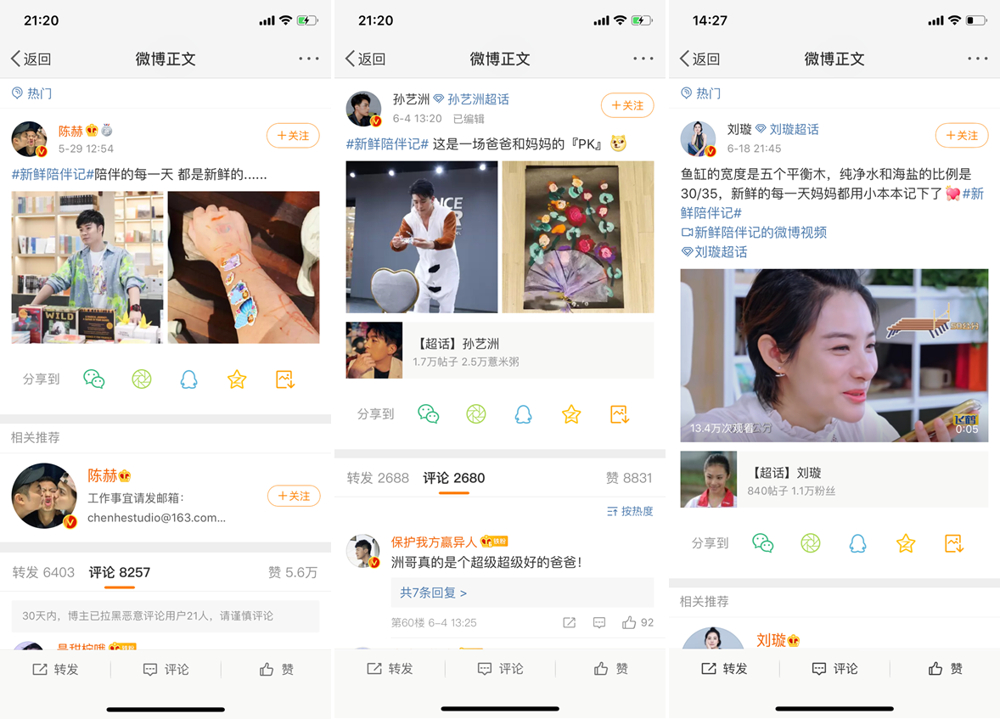 21:20
返回
微博正文
热门
陈赫
5-29 12:54
+关注
#新鲜陪伴记#陪伴的每一天 都是新鲜的......
WILD
分享到
相关推荐
陈赫
工作事宜请发邮箱：
chenhestudio@163.com...
+关注
转发 6403
评论 8257
赞 5.6万
30天内，博主已拉黑恶意评论用户21人，请谨慎评论
是甜柠哦
铁粉
转发
评论
赞
21:20
返回
微博正文
孙艺洲
孙艺洲超话
6-4 13:20 已编辑
+关注
#新鲜陪伴记# 这是一场爸爸和妈妈的『PK』
【超话】孙艺洲
1.7万帖子 2.5万薏米粥
分享到
转发 2688
评论 2680
赞 8831
按热度
保护我方赢异人
铁粉
洲哥真的是个超级超级好的爸爸！
共7条回复 >
第60楼 6-4 13:25
92
转发
评论
赞
14:27
返回
微博正文
热门
刘璇
刘璇超话
6-18 21:45
+关注
鱼缸的宽度是五个平衡木，纯净水和海盐的比例是
30/35，新鲜的每一天妈妈都用小本本记下了 #新
鲜陪伴记#
新鲜陪伴记的微博视频
刘璇超话
50公分
13.4万次观看
飞鹤
0:05
【超话】刘璇
840帖子 1.1万粉丝
分享到
相关推荐
刘璇
转发
评论
赞